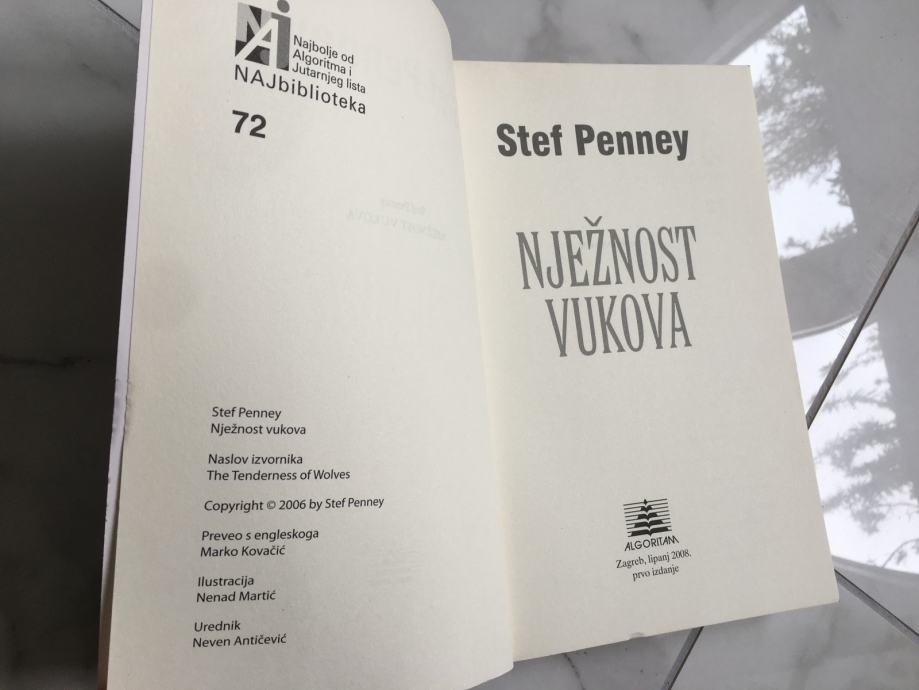 Najbolje od
Algoritma i
Jutarnjeg lista
NAJbiblioteka
72
Stef Penney
Nježnost vukova
Naslov izvornika
The Tenderness of Wolves
Copyright © 2006 by Stef Penney
Preveo s engleskoga
Marko Kovačić
Ilustracija
Nenad Martić
Urednik
Neven Antičević
Stef Penney
NJEŽNOST
VUKOVA
ALGORITAM
Zagreb, lipanj 2008.
prvo izdanje